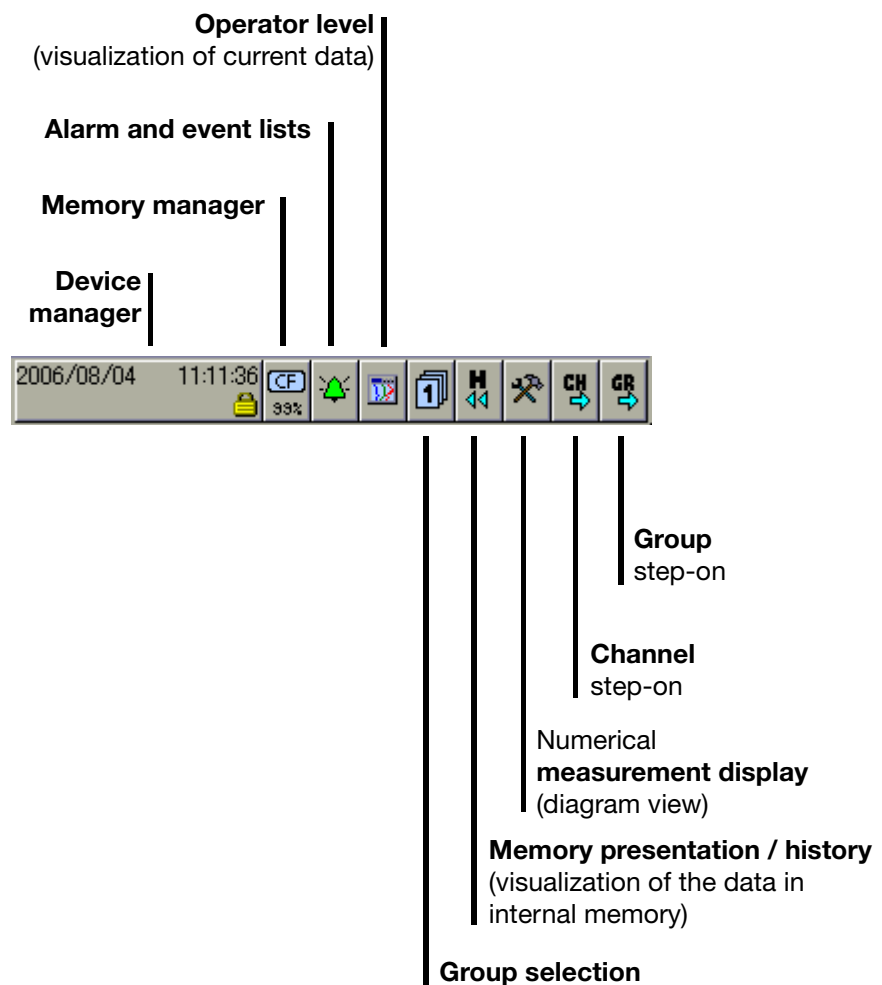 Operator level
(visualization of current data)
Alarm and event lists
Memory manager
Device
manager
2006/08/04 11:11:36 CF 1 H CH GR
99%
Group
step-on
Channel
step-on
Numerical
measurement display
(diagram view)
Memory presentation / history
(visualization of the data in
internal memory)
Group selection